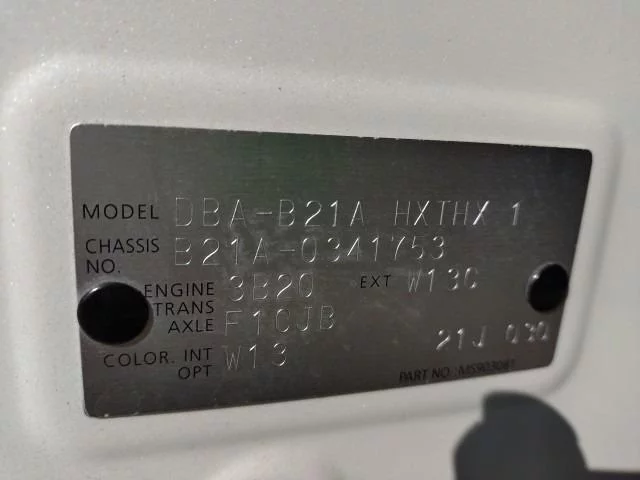 MODEL DBA-B21A HXTHX 1
CHASSIS NO. B21A-0341753
ENGINE 3B20 EXT W13C
TRANS AXLE F1CJB
COLOR. INT OPT W13
21J 030
PART NO.: